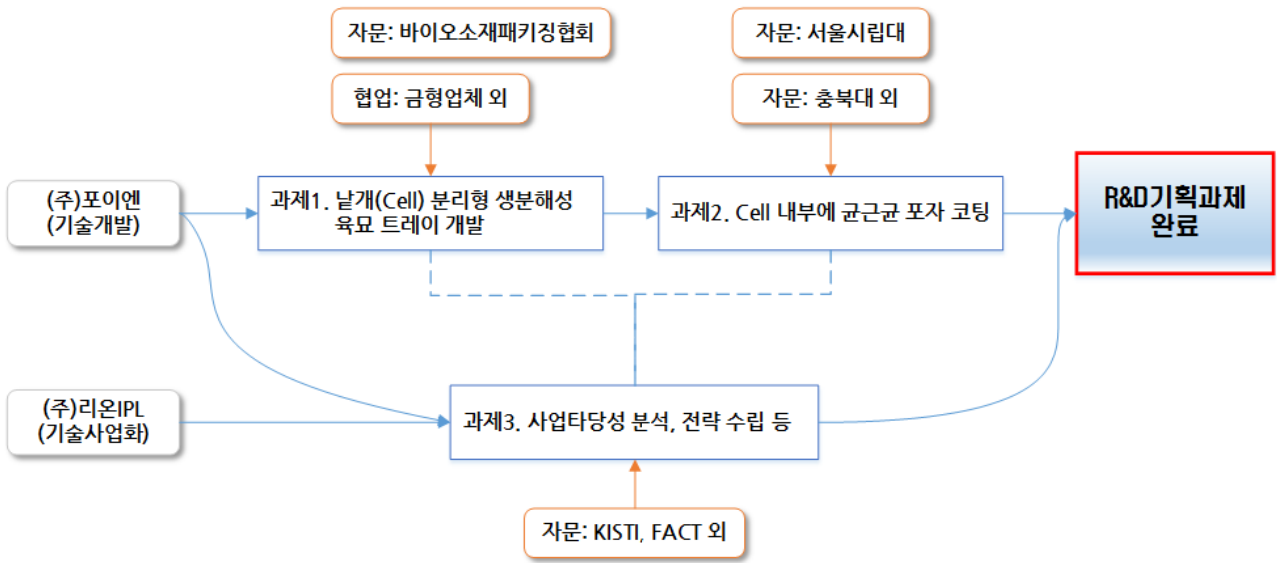 자문: 바이오소재패키징협회
자문: 서울시립대
협업: 금형업체 외
자문: 충북대 외
(주)포이엔
(기술개발)
과제1. 낱개(Cell) 분리형 생분해성
육묘 트레이 개발
과제2. Cell 내부에 균근균 포자 코팅
R&D기획과제
완료
(주)리온IPL
(기술사업화)
과제3. 사업타당성 분석, 전략 수립 등
자문: KISTI, FACT 외